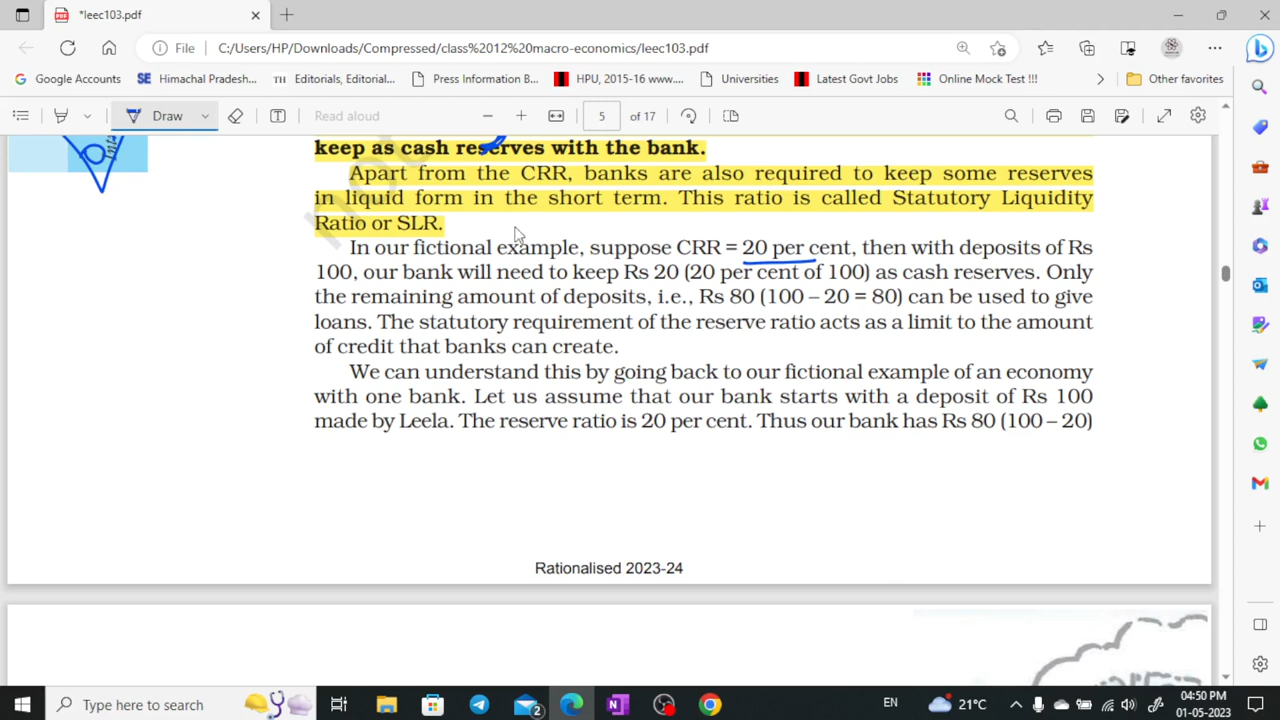 *leec103.pdf
File C:/Users/HP/Downloads/Compressed/class%2012%20macro-economics/leec103.pdf
Google Accounts SE Himachal Pradesh... TH Editorials, Editorial... Press Information B... HPU, 2015-16 www.... Universities Latest Govt Jobs Online Mock Test !!! Other favorites
Draw Read aloud 5 of 17
keep as cash reserves with the bank.
Apart from the CRR, banks are also required to keep some reserves
in liquid form in the short term. This ratio is called Statutory Liquidity
Ratio or SLR.
In our fictional example, suppose CRR = 20 per cent, then with deposits of Rs
100, our bank will need to keep Rs 20 (20 per cent of 100) as cash reserves. Only
the remaining amount of deposits, i.e., Rs 80 (100 – 20 = 80) can be used to give
loans. The statutory requirement of the reserve ratio acts as a limit to the amount
of credit that banks can create.
We can understand this by going back to our fictional example of an economy
with one bank. Let us assume that our bank starts with a deposit of Rs 100
made by Leela. The reserve ratio is 20 per cent. Thus our bank has Rs 80 (100 – 20)
Rationalised 2023-24
Type here to search 2 EN 21°C 04:50 PM
01-05-2023